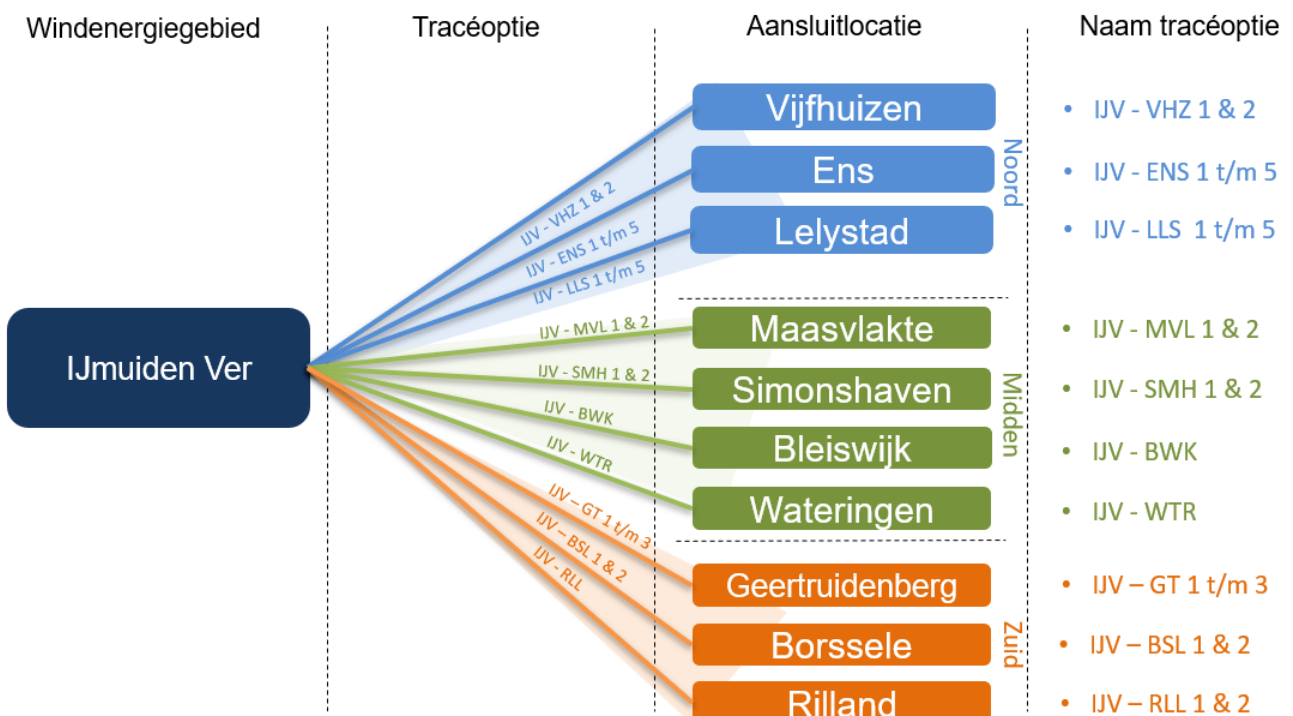 Windenergiegebied
Tracéoptie
Aansluitlocatie
Naam tracéoptie
IJmuiden Ver
IJV - VHZ 1 & 2
IJV - ENS 1 t/m 5
IJV - LLS 1 t/m 5
IJV - MVL 1 & 2
IJV - SMH 1 & 2
IJV - BWK
IJV - WTR
IJV – GT 1 t/m 3
IJV – BSL 1 & 2
IJV - RLL
Vijfhuizen
Ens
Lelystad
Noord
Maasvlakte
Simonshaven
Bleiswijk
Wateringen
Midden
Geertruidenberg
Borssele
Rilland
Zuid
• IJV - VHZ 1 & 2
• IJV - ENS 1 t/m 5
• IJV - LLS 1 t/m 5
• IJV - MVL 1 & 2
• IJV - SMH 1 & 2
• IJV - BWK
• IJV - WTR
• IJV – GT 1 t/m 3
• IJV – BSL 1 & 2
• IJV – RLL 1 & 2